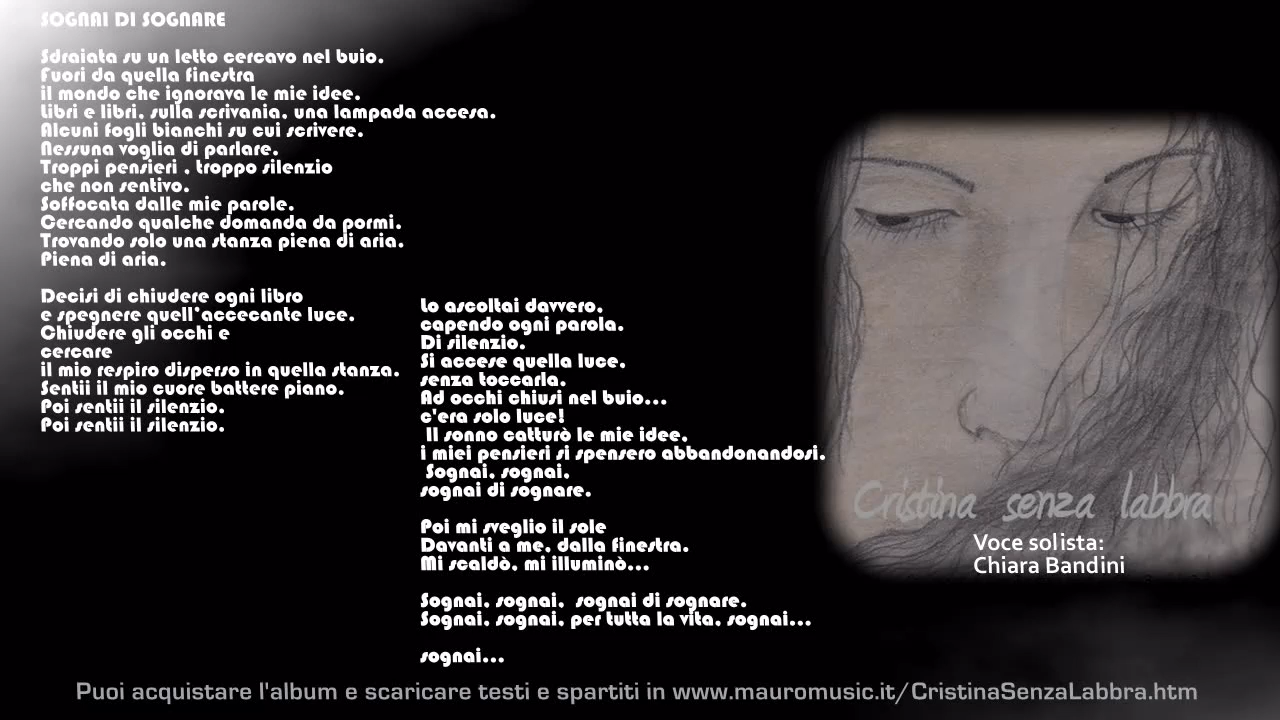 SOGNAI DI SOGNARE
Sdraiata su un letto cercavo nel buio.
Fuori da quella finestra
il mondo che ignorava le mie idee.
Libri e libri, sulla scrivania, una lampada accesa.
Alcuni fogli bianchi su cui scrivere.
Nessuna voglia di parlare.
Troppi pensieri , troppo silenzio
che non sentivo.
Soffocata dalle mie parole.
Cercando qualche domanda da pormi.
Trovando solo una stanza piena di aria.
Piena di aria.
Decisi di chiudere ogni libro
e spegnere quell'accecante luce.
Chiudere gli occhi e
cercare
il mio respiro disperso in quella stanza.
Sentii il mio cuore battere piano.
Poi sentii il silenzio.
Poi sentii il silenzio.
Lo ascoltai davvero,
capendo ogni parola.
Di silenzio.
Si accese quella luce,
senza toccarla.
Ad occhi chiusi nel buio...
c'era solo luce!
Il sonno catturò le mie idee,
i miei pensieri si spensero abbandonandosi.
Sognai, sognai,
sognai di sognare.
Poi mi sveglio il sole
Davanti a me, dalla finestra.
Mi scaldò, mi illuminò...
Sognai, sognai,  sognai di sognare.
Sognai, sognai, per tutta la vita, sognai...
sognai...
Cristina senza labbra
Voce solista:
Chiara Bandini
Puoi acquistare l'album e scaricare testi e spartiti in www.mauromusic.it/CristinaSenzaLabbra.htm